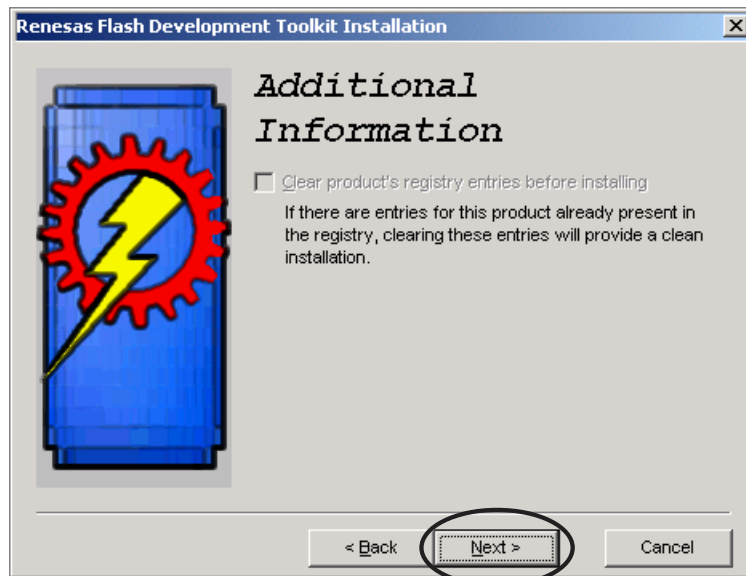 Renesas Flash Development Toolkit Installation
Additional
Information
Clear product's registry entries before installing
If there are entries for this product already present in
the registry, clearing these entries will provide a clean
installation.
< Back Next > Cancel